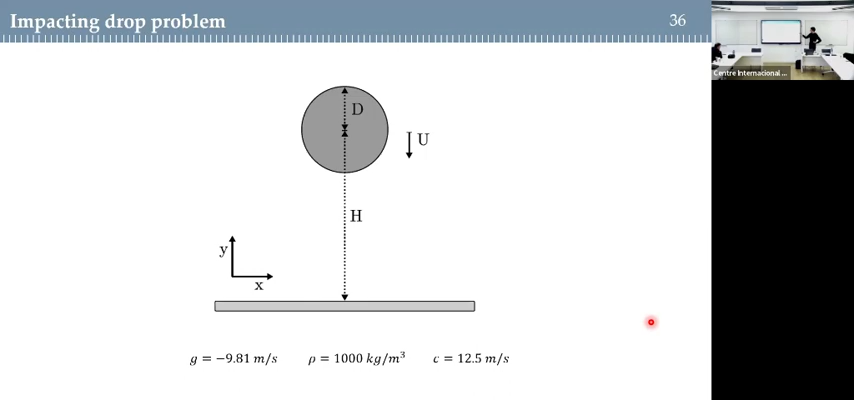 Impacting drop problem
36
Centre Internacional ...
D
U
H
y
x
g = −9.81 m/s
ρ = 1000 kg/m³
c = 12.5 m/s